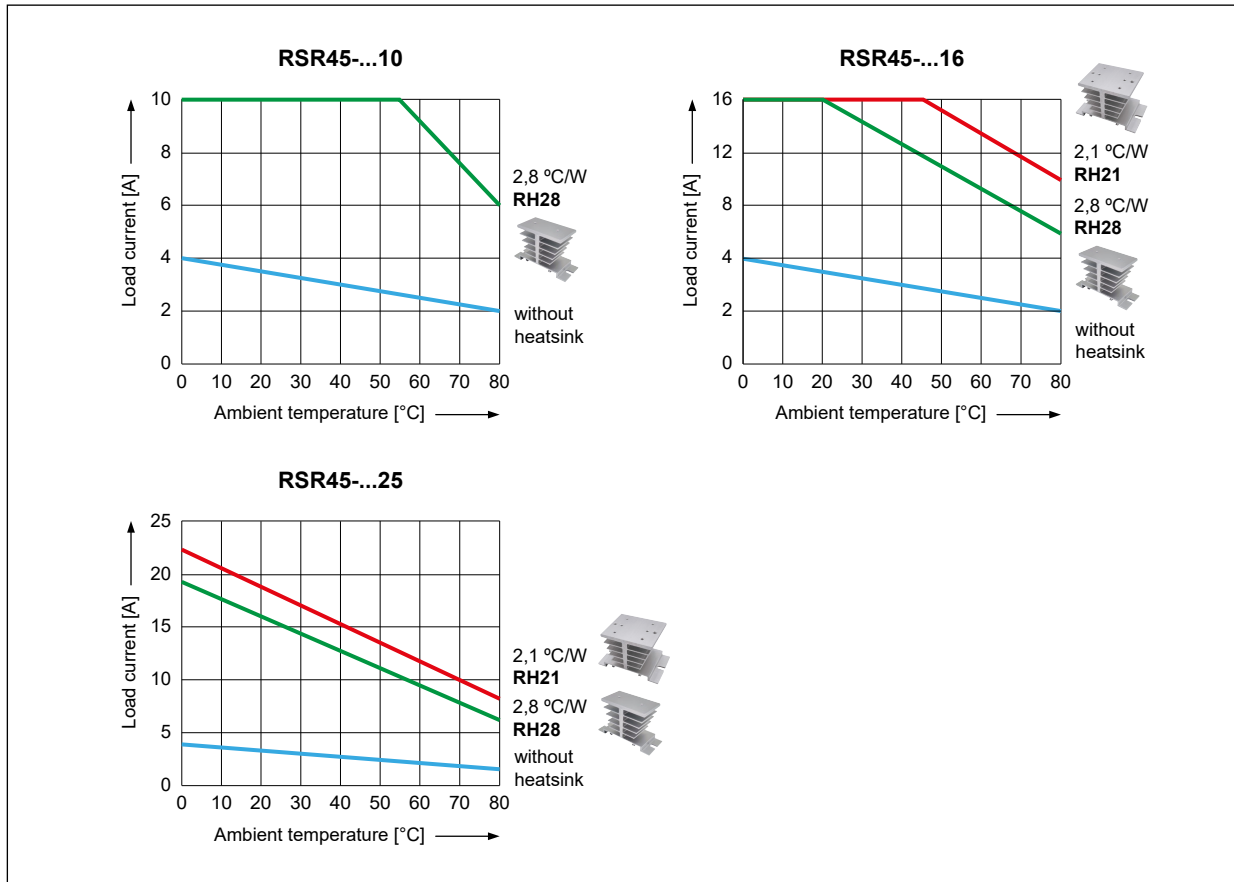 RSR45-...10
Load current [A]
10
8
6
4
2
0
0 10 20 30 40 50 60 70 80
Ambient temperature [°C]
2,8 ºC/W
RH28
without
heatsink
RSR45-...16
Load current [A]
16
12
8
4
2
0
0 10 20 30 40 50 60 70 80
Ambient temperature [°C]
2,1 ºC/W
RH21
2,8 ºC/W
RH28
without
heatsink
RSR45-...25
Load current [A]
25
20
15
10
5
0
0 10 20 30 40 50 60 70 80
Ambient temperature [°C]
2,1 ºC/W
RH21
2,8 ºC/W
RH28
without
heatsink